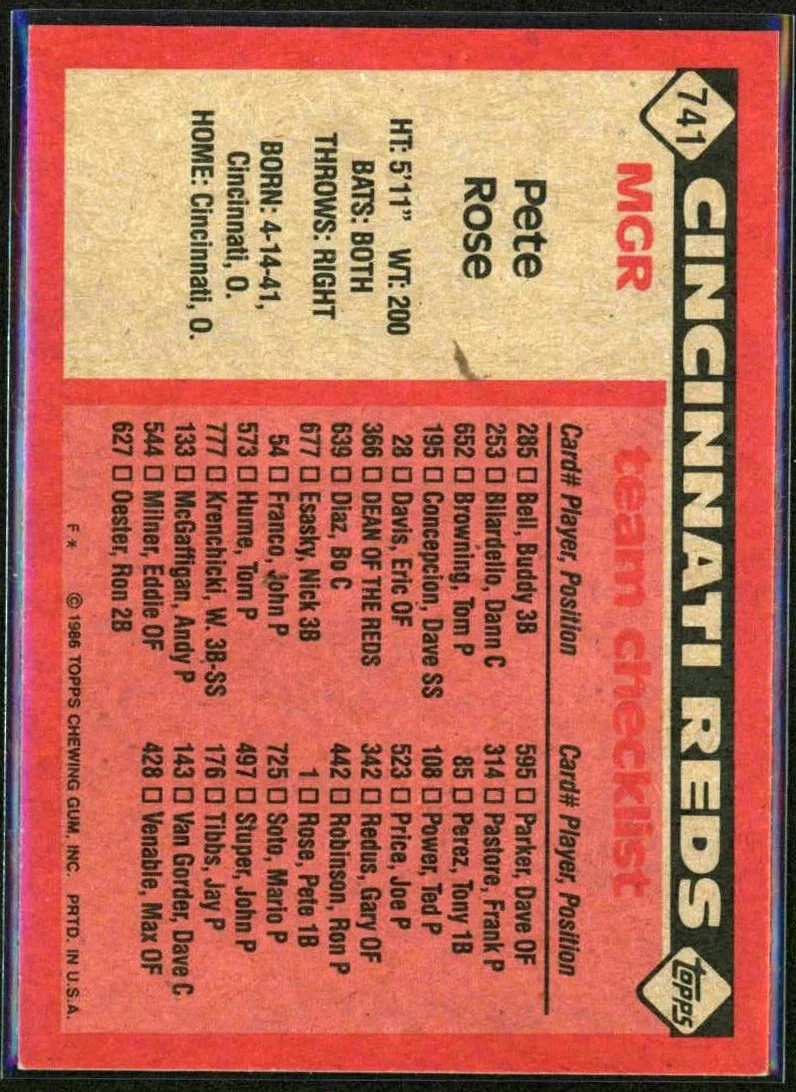 741
CINCINNATI REDS
TOPPS
MGR
Pete
Rose
HT: 5'11" WT: 200
BATS: BOTH
THROWS: RIGHT
BORN: 4-14-41,
Cincinnati, O.
HOME: Cincinnati, O.
team checklist
Card# Player, Position
285 □ Bell, Buddy 3B
253 □ Bilardello, Dann C
652 □ Browning, Tom P
195 □ Concepcion, Dave SS
28 □ Davis, Eric OF
366 □ DEAN OF THE REDS
639 □ Diaz, Bo C
677 □ Esasky, Nick 3B
54 □ Franco, John P
573 □ Hume, Tom P
777 □ Krenchicki, W. 3B-SS
133 □ McGaffigan, Andy P
544 □ Milner, Eddie OF
627 □ Oester, Ron 2B
Card# Player, Position
595 □ Parker, Dave OF
314 □ Pastore, Frank P
85 □ Perez, Tony 1B
108 □ Power, Ted P
523 □ Price, Joe P
342 □ Redus, Gary OF
442 □ Robinson, Ron P
1 □ Rose, Pete 1B
725 □ Soto, Mario P
497 □ Stuper, John P
176 □ Tibbs, Jay P
143 □ Van Gorder, Dave C
428 □ Venable, Max OF
F * © 1986 TOPPS CHEWING GUM, INC. PRTD. IN U.S.A.